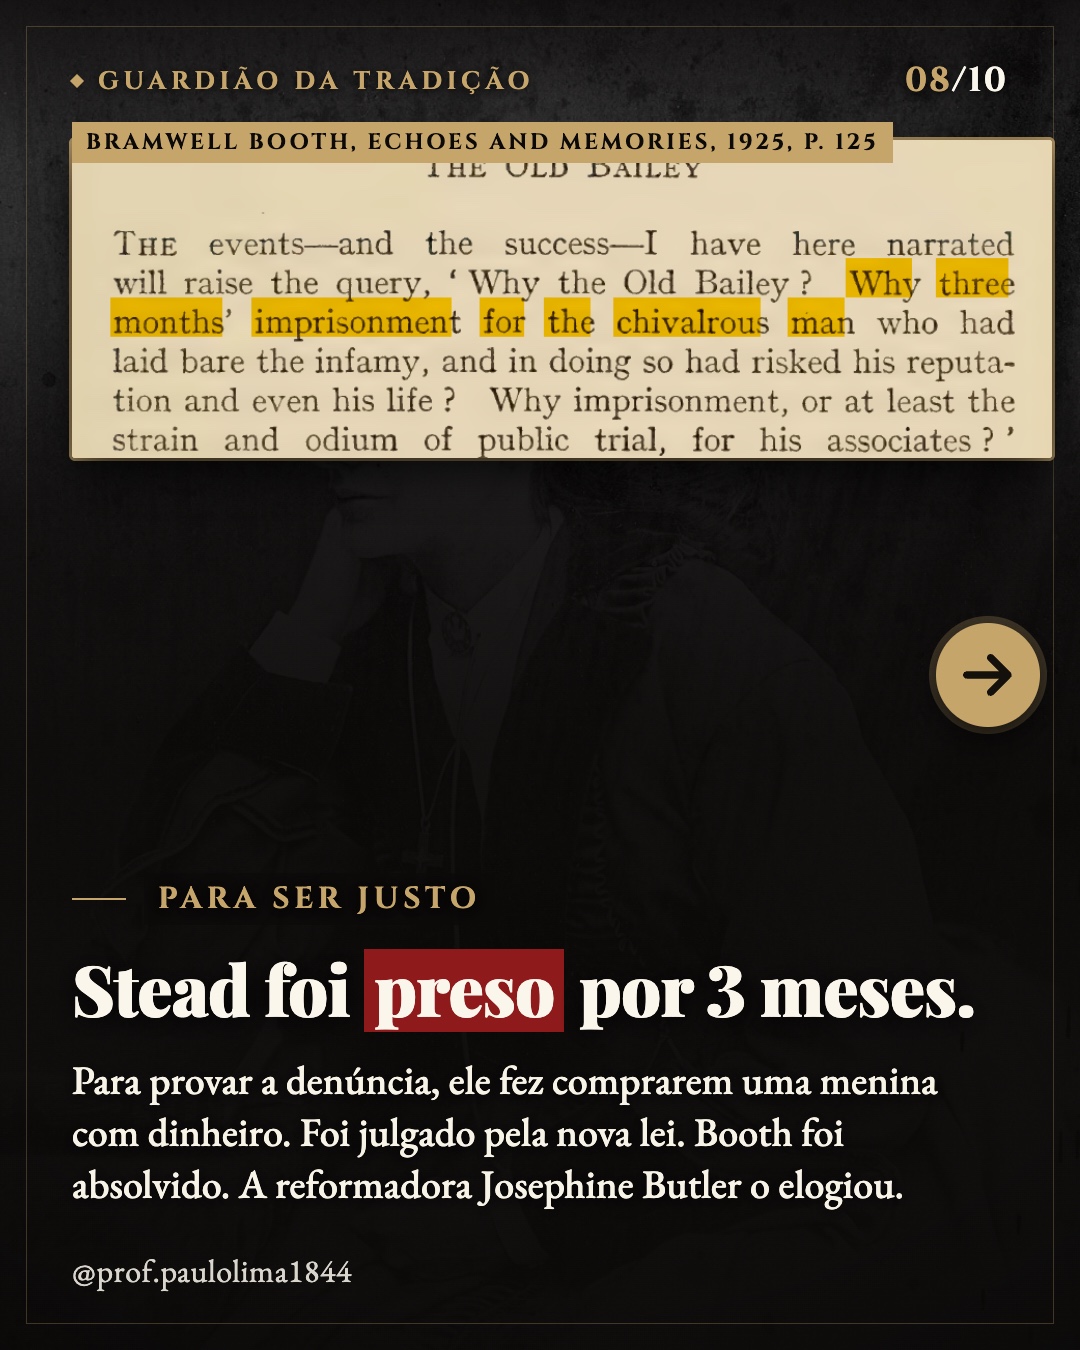 GUARDIÃO DA TRADIÇÃO
08/10
BRAMWELL BOOTH, ECHOES AND MEMORIES, 1925, P. 125
THE OLD BAILEY
THE events—and the success—I have here narrated
will raise the query, ‘ Why the Old Bailey ? Why three
months’ imprisonment for the chivalrous man who had
laid bare the infamy, and in doing so had risked his reputa-
tion and even his life ? Why imprisonment, or at least the
strain and odium of public trial, for his associates ? ’
PARA SER JUSTO
Stead foi preso por 3 meses.
Para provar a denúncia, ele fez comprarem uma menina
com dinheiro. Foi julgado pela nova lei. Booth foi
absolvido. A reformadora Josephine Butler o elogiou.
@prof.paulolima1844